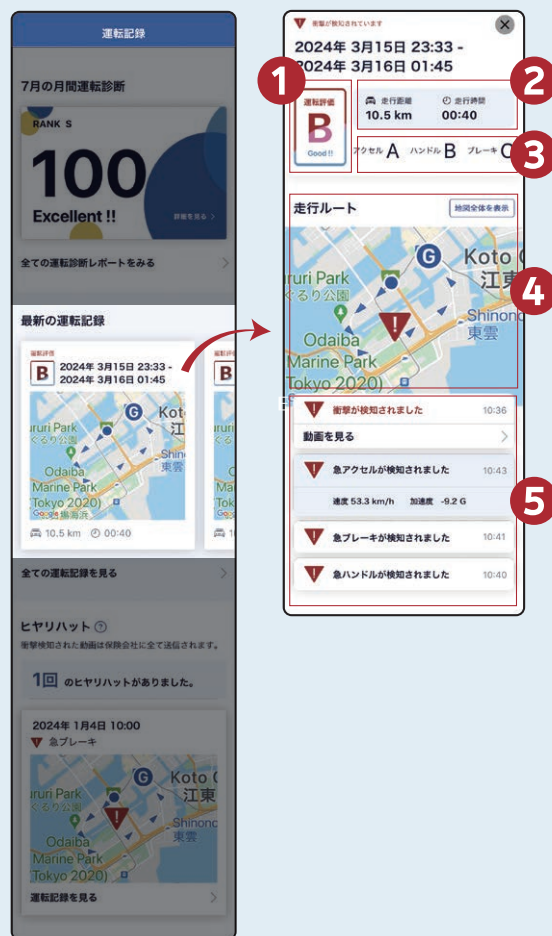 運転記録
7月の月間運転診断
RANK S
100
Excellent !!
詳細を見る
全ての運転診断レポートをみる
最新の運転記録
運転評価
B
2024年 3月15日 23:33 -
2024年 3月16日 01:45
G
Kot
江
ruri Park
ぐるり公園
Shin
東
Odaiba
Marine Park
Tokyo 2020)
Google
10.5 km
00:40
運転評
B
1
全ての運転記録を見る
ヒヤリハット
衝撃検知された動画は保険会社に全て送信されます。
1回 のヒヤリハットがありました。
2024年 1月4日 10:00
急ブレーキ
G
Koto (
江東
ruri Park
ぐるり公園
Shinono
東雲
Odaiba
Marine Park
Tokyo 2020)
運転記録を見る
衝撃が検知されています
2024年 3月15日 23:33 -
2024年 3月16日 01:45
1
運転評価
B
Good !!
2
走行距離
10.5 km
走行時間
00:40
3
アクセル A ハンドル B ブレーキ C
走行ルート
地図全体を表示
4
G
Koto (
江東
ruri Park
ぐるり公園
Shinono
東雲
Odaiba
Marine Park
Tokyo 2020)
5
衝撃が検知されました 10:36
動画を見る
急アクセルが検知されました 10:43
速度 53.3 km/h 加速度 -9.2 G
急ブレーキが検知されました 10:41
急ハンドルが検知されました 10:40